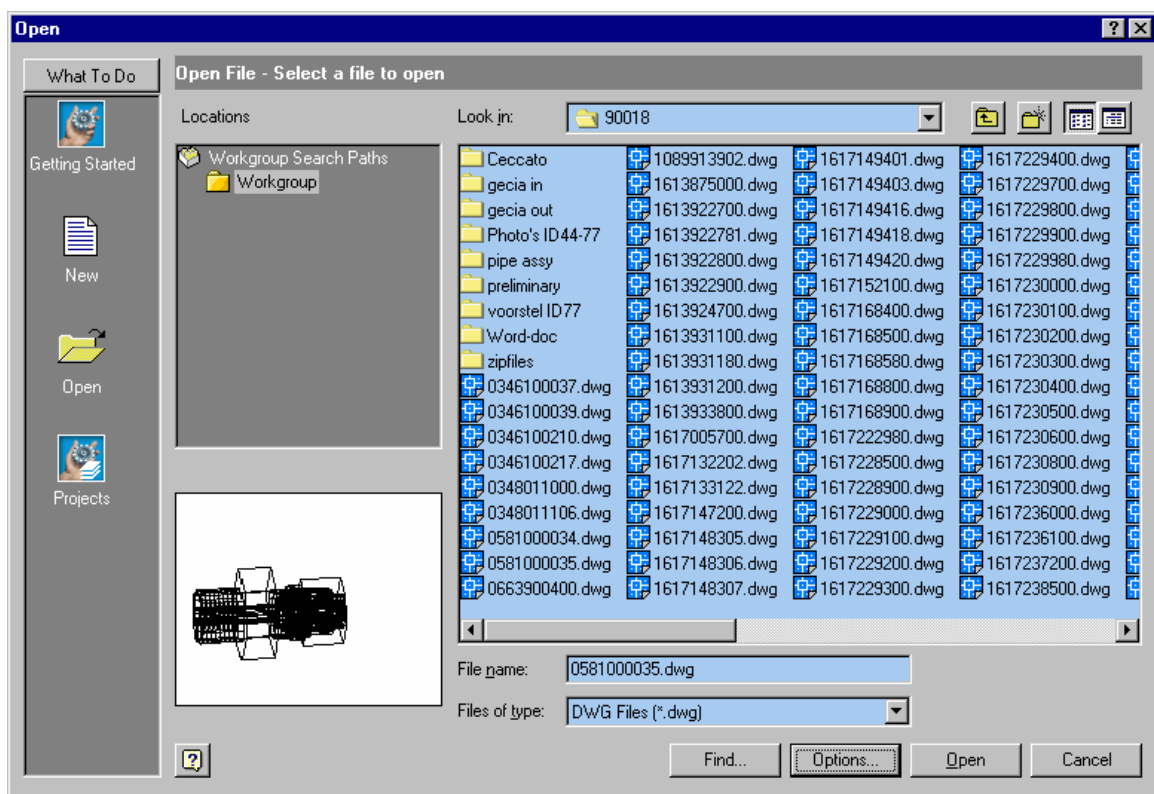 Open
What To Do
Getting Started
New
Open
Projects
Open File - Select a file to open
Locations
Workgroup Search Paths
Workgroup
Look in:
90018
Ceccato
gecia in
gecia out
Photo's ID44-77
pipe assy
preliminary
voorstel ID77
Word-doc
zipfiles
0346100037.dwg
0346100039.dwg
0346100210.dwg
0346100217.dwg
0348011000.dwg
0348011106.dwg
0581000034.dwg
0581000035.dwg
0663900400.dwg
1089913902.dwg
1613875000.dwg
1613922700.dwg
1613922781.dwg
1613922800.dwg
1613922900.dwg
1613924700.dwg
1613931100.dwg
1613931180.dwg
1613931200.dwg
1613933800.dwg
1617005700.dwg
1617132202.dwg
1617133122.dwg
1617147200.dwg
1617148305.dwg
1617148306.dwg
1617148307.dwg
1617149401.dwg
1617149403.dwg
1617149416.dwg
1617149418.dwg
1617149420.dwg
1617152100.dwg
1617168400.dwg
1617168500.dwg
1617168580.dwg
1617168800.dwg
1617168900.dwg
1617222980.dwg
1617228500.dwg
1617228900.dwg
1617229000.dwg
1617229100.dwg
1617229200.dwg
1617229300.dwg
1617229400.dwg
1617229700.dwg
1617229800.dwg
1617229900.dwg
1617229980.dwg
1617230000.dwg
1617230100.dwg
1617230200.dwg
1617230300.dwg
1617230400.dwg
1617230500.dwg
1617230600.dwg
1617230800.dwg
1617230900.dwg
1617236000.dwg
1617236100.dwg
1617237200.dwg
1617238500.dwg
File name:
0581000035.dwg
Files of type:
DWG Files (*.dwg)
Find...
Options...
Open
Cancel